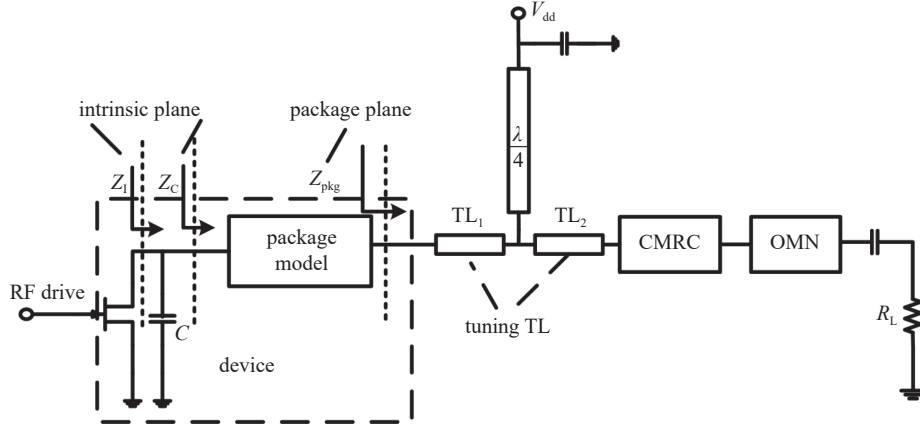 V_dd
intrinsic plane
package plane
λ/4
Z_I
Z_C
Z_pkg
TL_1
TL_2
package
model
CMRC
OMN
RF drive
tuning TL
C
R_L
device